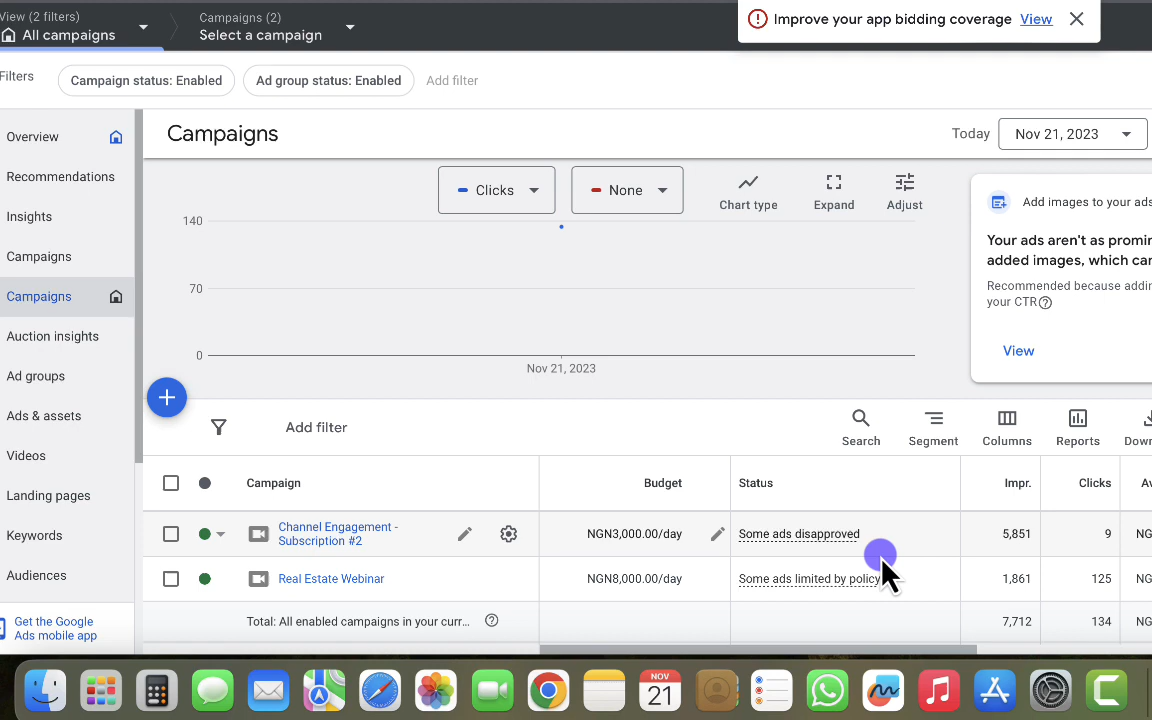 View (2 filters)
All campaigns
Campaigns (2)
Select a campaign
Improve your app bidding coverage View
Filters
Campaign status: Enabled
Ad group status: Enabled
Add filter
Overview
Recommendations
Insights
Campaigns
Campaigns
Auction insights
Ad groups
Ads & assets
Videos
Landing pages
Keywords
Audiences
Get the Google
Ads mobile app
Campaigns
Today
Nov 21, 2023
Clicks
None
Chart type
Expand
Adjust
140
70
0
Nov 21, 2023
Add images to your ads
Your ads aren't as promin
added images, which can
Recommended because addin
your CTR
View
Add filter
Search
Segment
Columns
Reports
Down
Campaign Budget Status Impr. Clicks Av
Channel Engagement -
Subscription #2
NGN3,000.00/day Some ads disapproved 5,851 9 NG
Real Estate Webinar NGN8,000.00/day Some ads limited by policy 1,861 125 NG
Total: All enabled campaigns in your curr... 7,712 134 NG
NOV
21